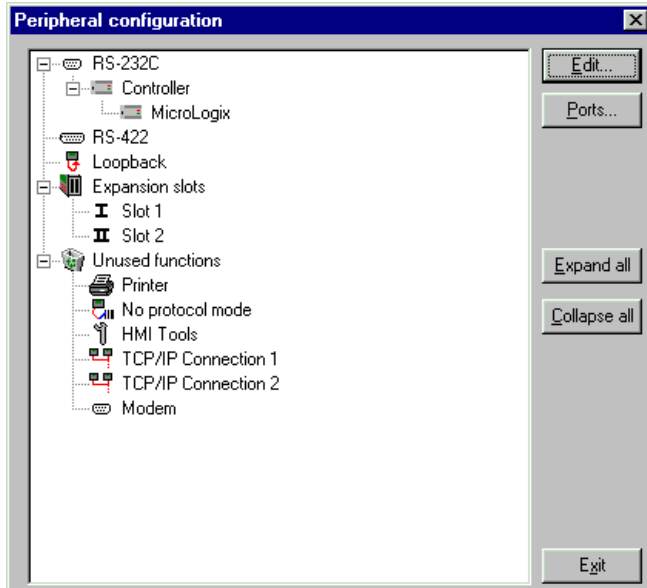 Peripheral configuration
RS-232C
Controller
MicroLogix
RS-422
Loopback
Expansion slots
I Slot 1
II Slot 2
Unused functions
Printer
No protocol mode
HMI Tools
TCP/IP Connection 1
TCP/IP Connection 2
Modem
Edit...
Ports...
Expand all
Collapse all
Exit